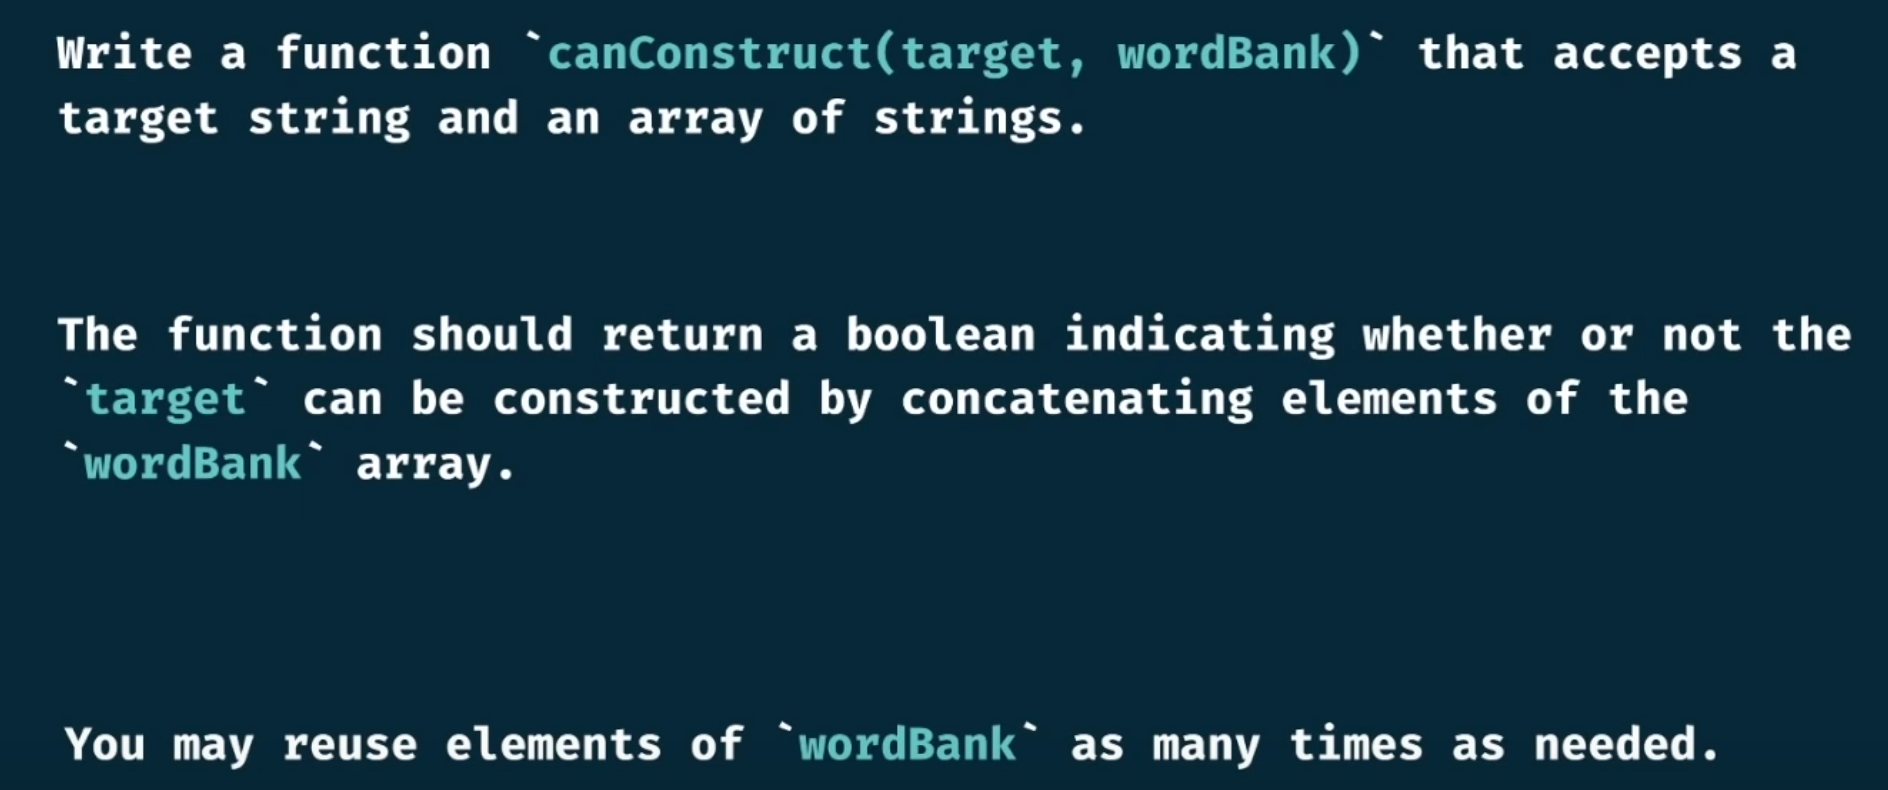 Write a function `canConstruct(target, wordBank)` that accepts a
target string and an array of strings.
The function should return a boolean indicating whether or not the
`target` can be constructed by concatenating elements of the
`wordBank` array.
You may reuse elements of `wordBank` as many times as needed.